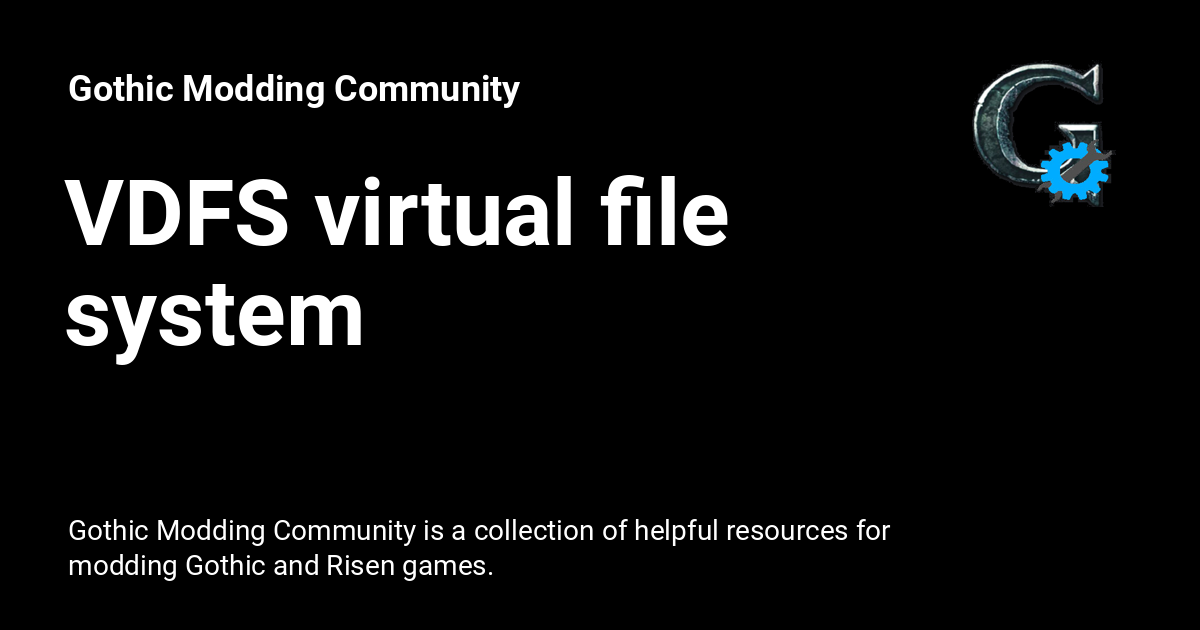 Gothic Modding Community
VDFS virtual file
system
Gothic Modding Community is a collection of helpful resources for
modding Gothic and Risen games.
G